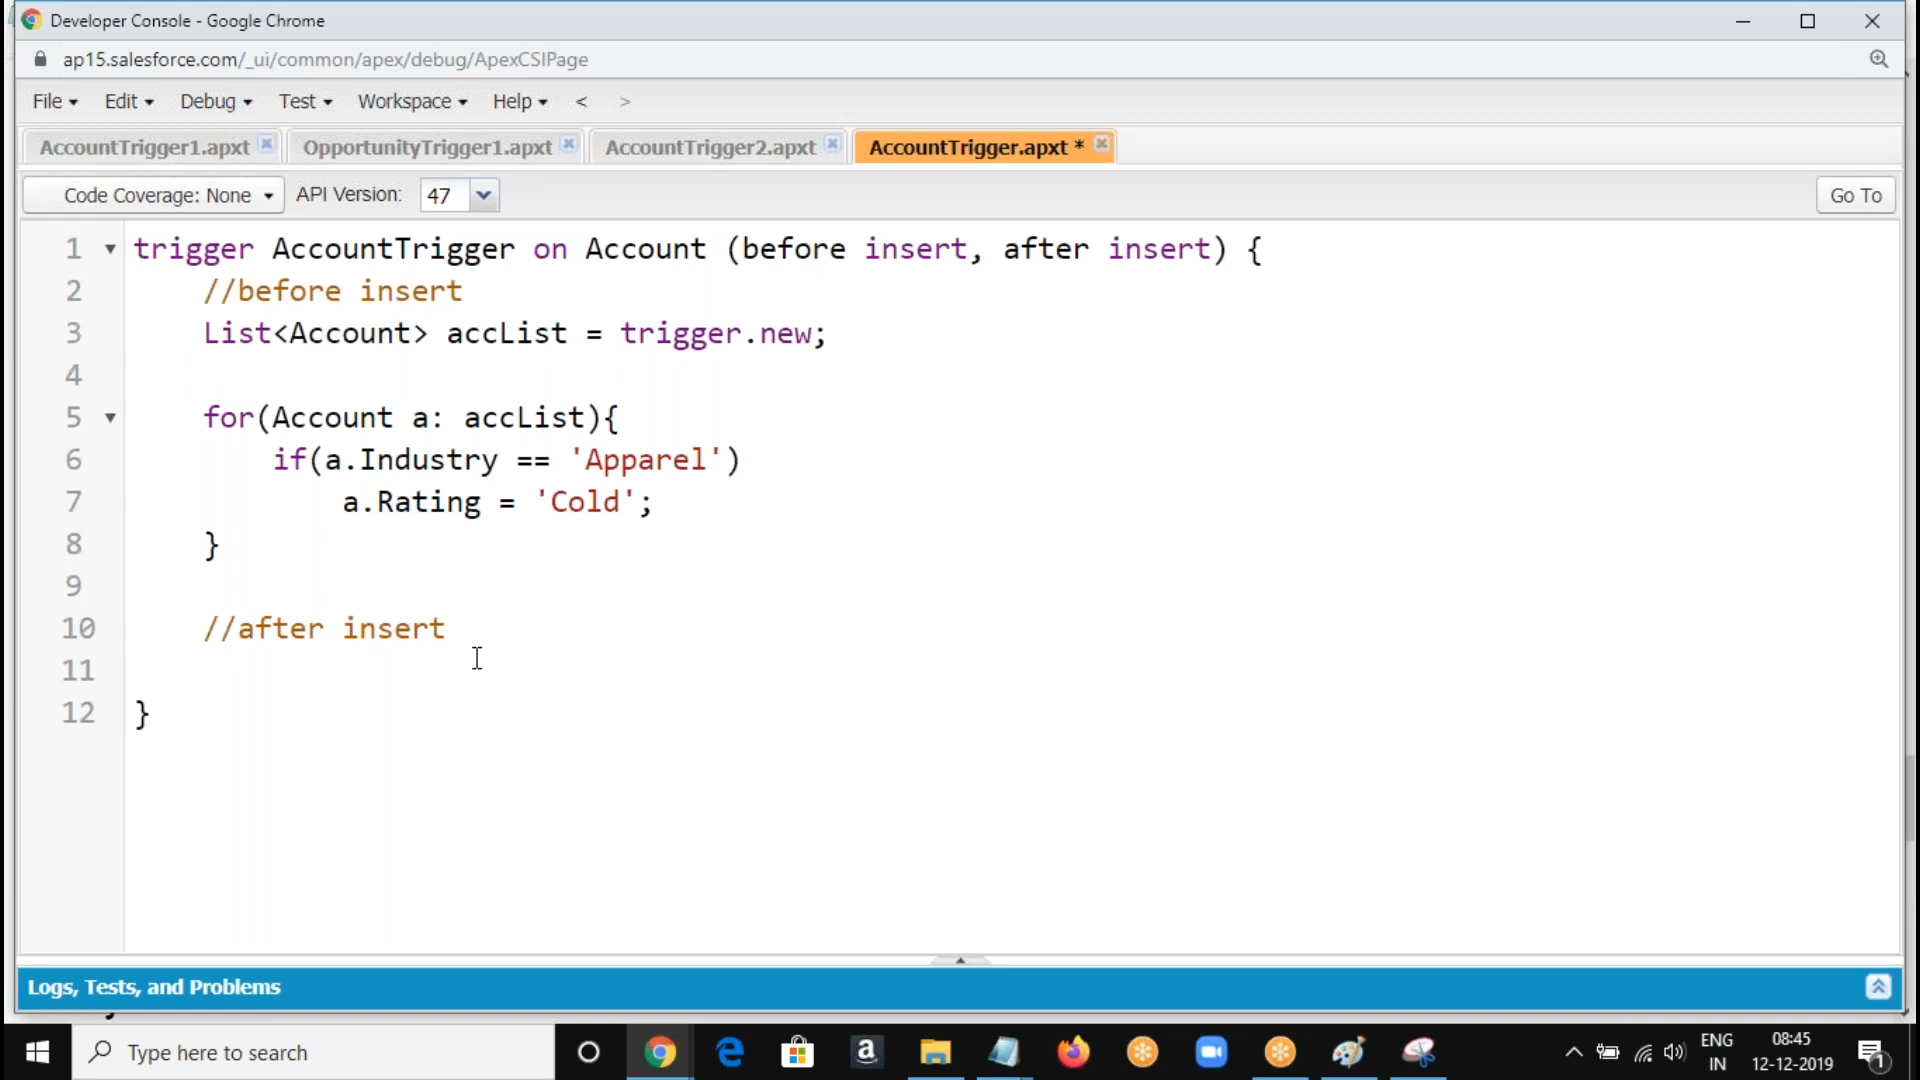 Developer Console - Google Chrome
ap15.salesforce.com/_ui/common/apex/debug/ApexCSIPage
File Edit Debug Test Workspace Help < >
AccountTrigger1.apxt OpportunityTrigger1.apxt AccountTrigger2.apxt AccountTrigger.apxt *
Code Coverage: None API Version: 47 Go To
1 trigger AccountTrigger on Account (before insert, after insert) {
2 //before insert
3 List<Account> accList = trigger.new;
4
5 for(Account a: accList){
6 if(a.Industry == 'Apparel')
7 a.Rating = 'Cold';
8 }
9
10 //after insert
11
12 }
Logs, Tests, and Problems
Type here to search
ENG
IN
08:45
12-12-2019
1